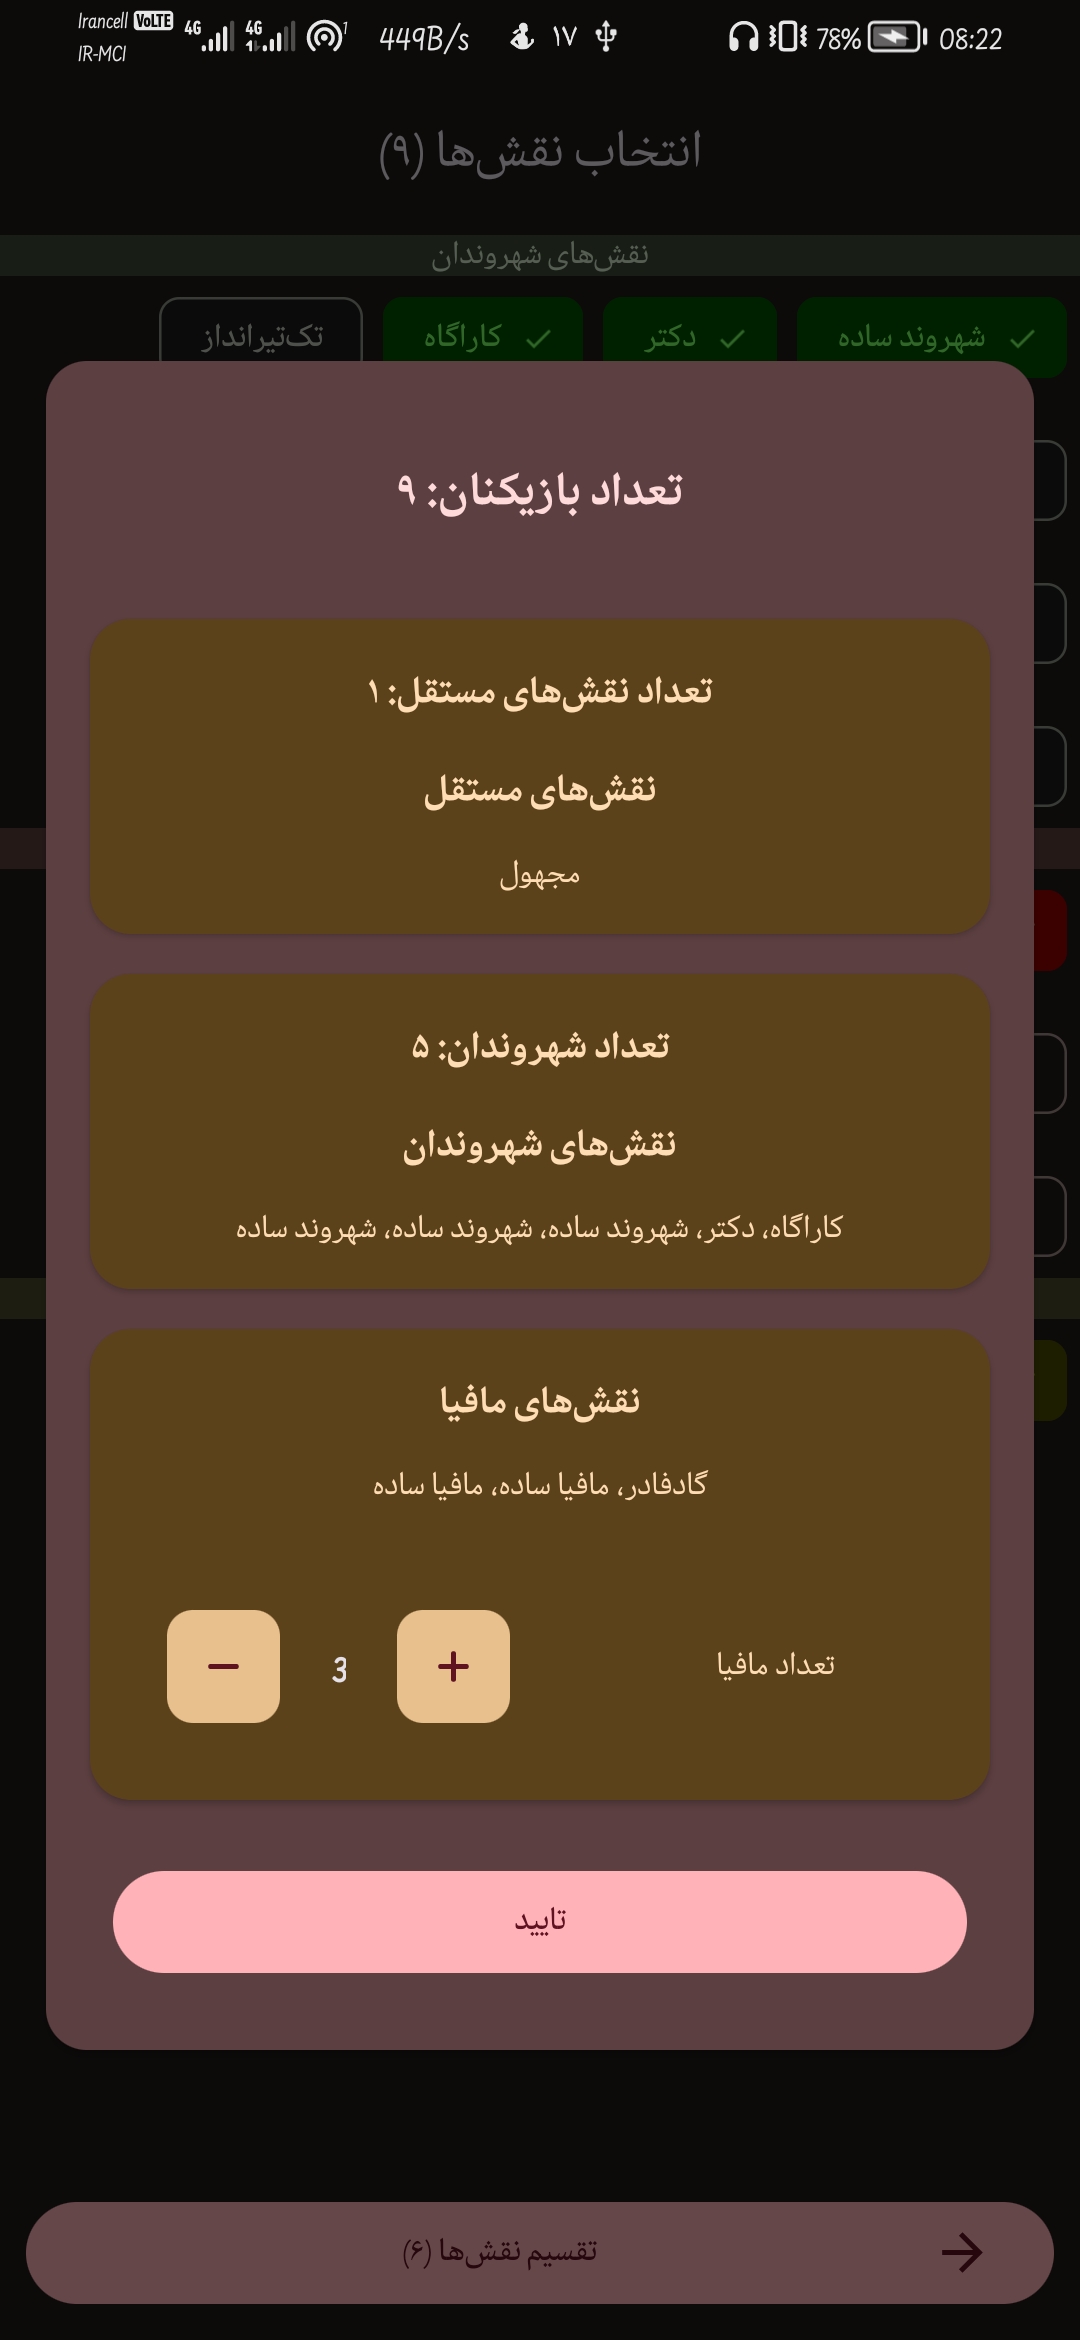 Irancell VoLTE 4G 4G 1 449B/s ۱۷ 78% 08:22
IR-MCI
انتخاب نقش‌ها (۹)
نقش‌های شهروندان
شهروند ساده دکتر کاراگاه تک‌تیرانداز
تعداد بازیکنان: ۹
تعداد نقش‌های مستقل: ۱
نقش‌های مستقل
مجهول
تعداد شهروندان: ۵
نقش‌های شهروندان
کاراگاه، دکتر، شهروند ساده، شهروند ساده، شهروند ساده
نقش‌های مافیا
گادفادر، مافیا ساده، مافیا ساده
تعداد مافیا + 3 −
تایید
تقسیم نقش‌ها (۶)